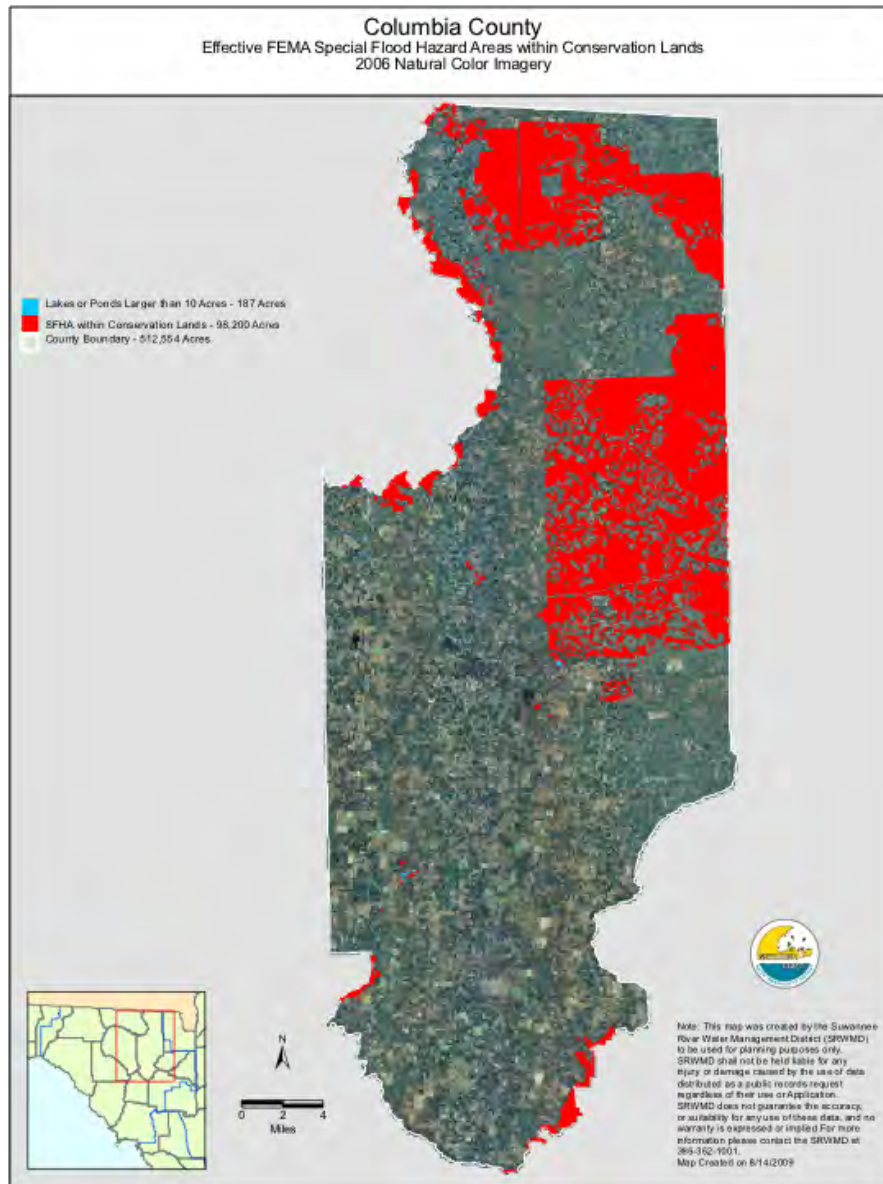 Columbia County
Effective FEMA Special Flood Hazard Areas within Conservation Lands
2006 Natural Color Imagery
Lakes or Ponds Larger than 10 Acres - 187 Acres
SFHA within Conservation Lands - 98,200 Acres
County Boundary - 512,554 Acres
N
0 2 4
Miles
Note: This map was created by the Suwannee
River Water Management District (SRWMD)
to be used for planning purposes only.
SRWMD shall not be held liable for any
injury or damage caused by the use of data
distributed as a public records request
regardless of their use or Application.
SRWMD does not guarantee the accuracy,
or suitability for any use of these data, and no
warranty is expressed or implied.For more
information please contact the SRWMD at
386-362-1001.
Map Created on 8/14/2009